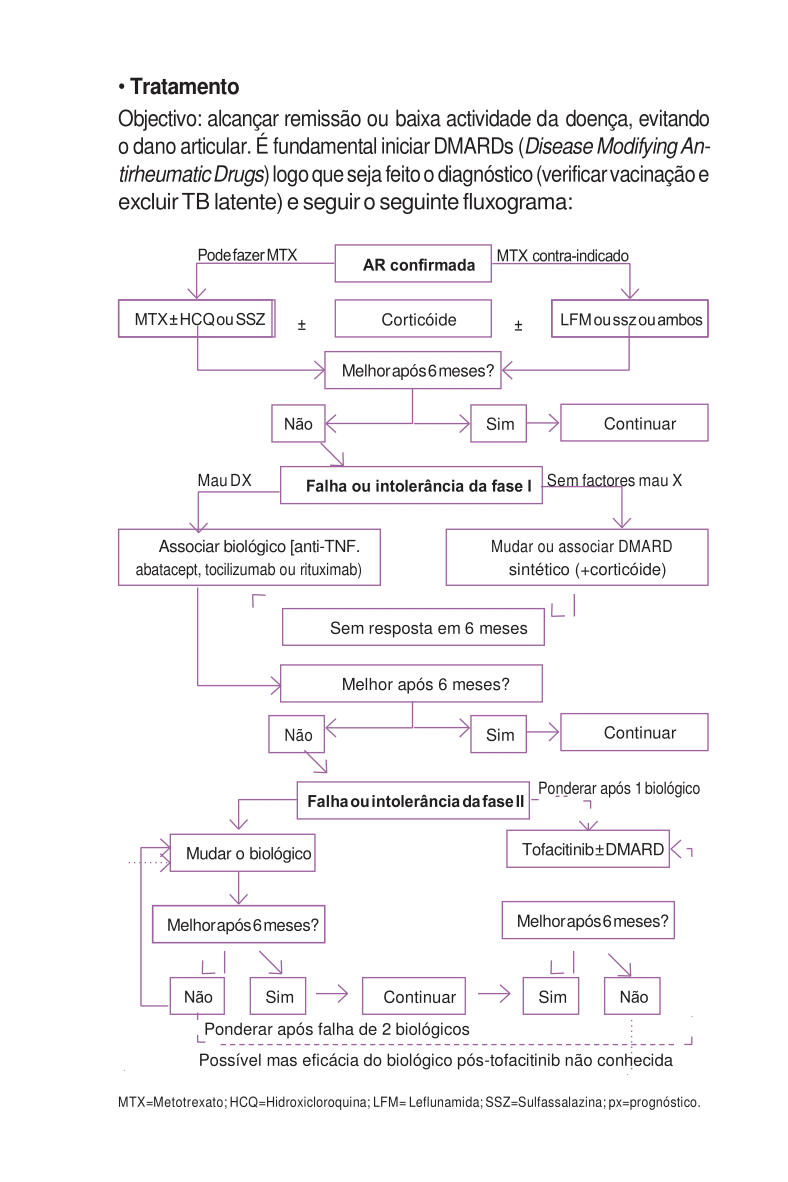 • Tratamento
Objectivo: alcançar remissão ou baixa actividade da doença, evitando
o dano articular. É fundamental iniciar DMARDs (Disease Modifying An-
tirheumatic Drugs) logo que seja feito o diagnóstico (verificar vacinação e
excluir TB latente) e seguir o seguinte fluxograma:
Pode fazer MTX
AR confirmada
MTX contra-indicado
MTX ± HCQ ou SSZ
±
Corticóide
±
LFM ou ssz ou ambos
Melhor após 6 meses?
Não
Sim
Continuar
Mau DX
Falha ou intolerância da fase I
Sem factores mau X
Associar biológico [anti-TNF.
abatacept, tocilizumab ou rituximab)
Mudar ou associar DMARD
sintético (+corticóide)
Sem resposta em 6 meses
Melhor após 6 meses?
Não
Sim
Continuar
Falha ou intolerância da fase II
Ponderar após 1 biológico
Mudar o biológico
Tofacitinib ± DMARD
Melhor após 6 meses?
Melhor após 6 meses?
Não
Sim
Continuar
Sim
Não
Ponderar após falha de 2 biológicos
Possível mas eficácia do biológico pós-tofacitinib não conhecida
MTX=Metotrexato; HCQ=Hidroxicloroquina; LFM= Leflunamida; SSZ=Sulfassalazina; px=prognóstico.